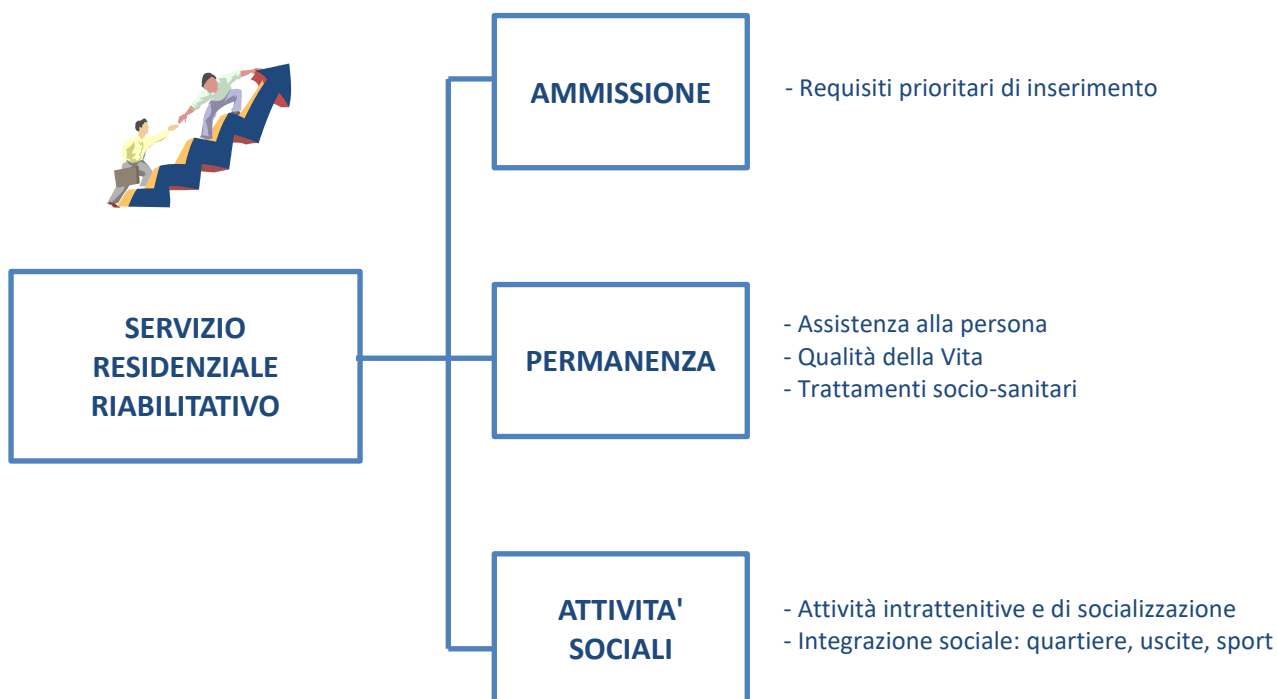 SERVIZIO
RESIDENZIALE
RIABILITATIVO
AMMISSIONE
- Requisiti prioritari di inserimento
PERMANENZA
- Assistenza alla persona
- Qualità della Vita
- Trattamenti socio-sanitari
ATTIVITA'
SOCIALI
- Attività intrattenitive e di socializzazione
- Integrazione sociale: quartiere, uscite, sport